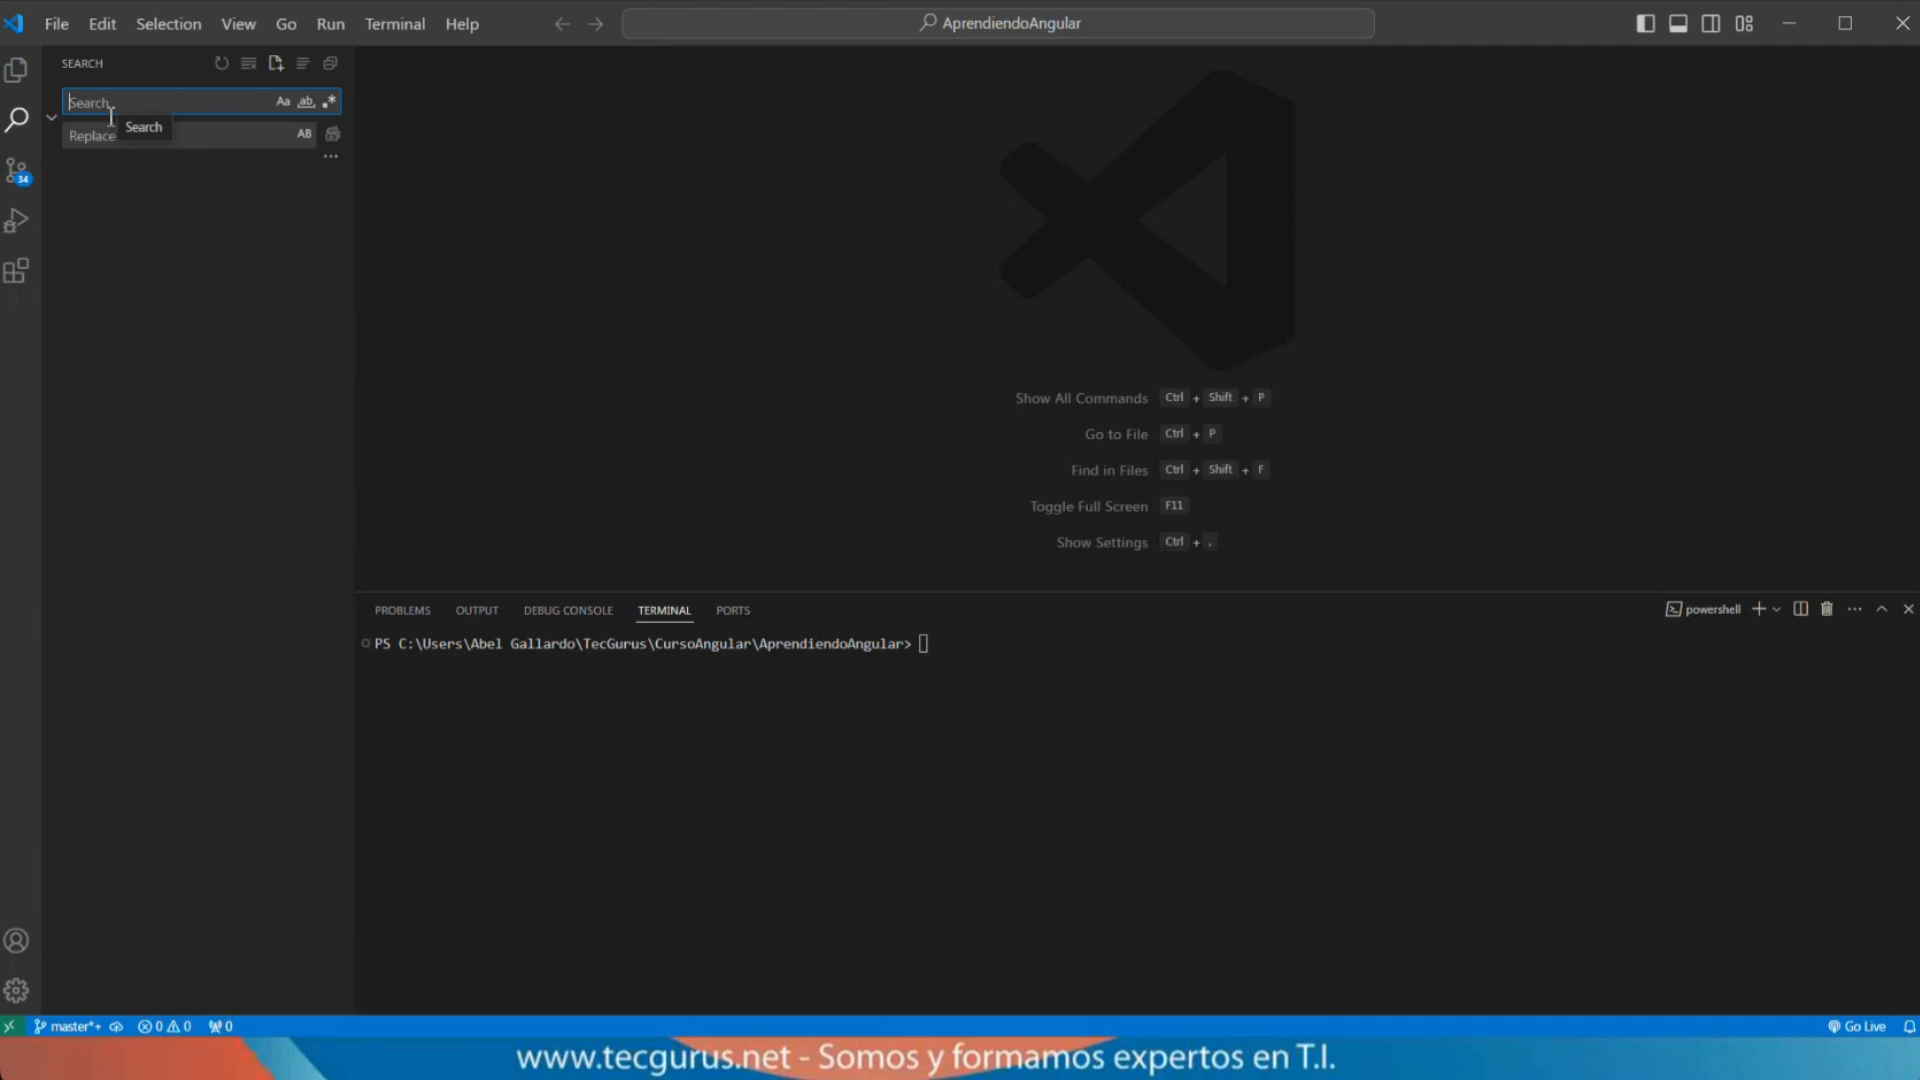 File Edit Selection View Go Run Terminal Help
AprendiendoAngular
SEARCH
Search
Aa ab .*
Search
Replace
AB
34
Show All Commands Ctrl + Shift + P
Go to File Ctrl + P
Find in Files Ctrl + Shift + F
Toggle Full Screen F11
Show Settings Ctrl + ,
PROBLEMS OUTPUT DEBUG CONSOLE TERMINAL PORTS
powershell
PS C:\Users\Abel Gallardo\TecGurus\CursoAngular\AprendiendoAngular>
master*+ 0 0 0
Go Live
www.tecgurus.net - Somos y formamos expertos en T.I.